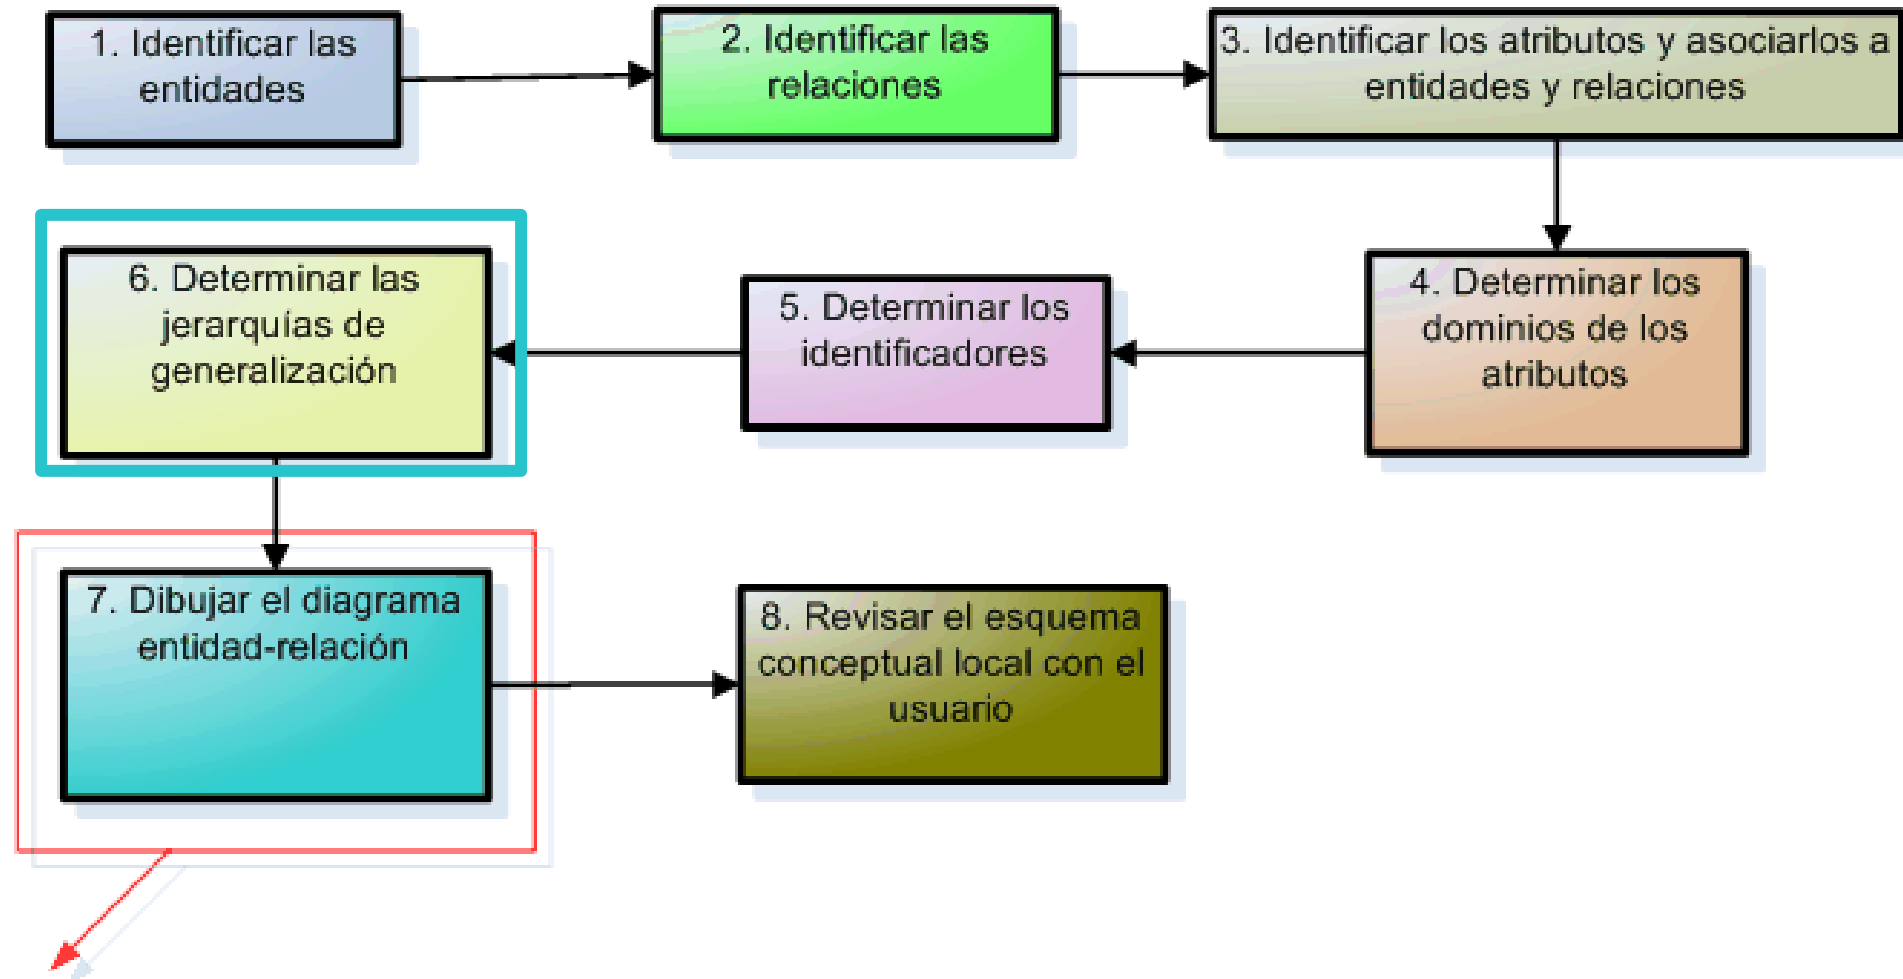 1. Identificar las
entidades
2. Identificar las
relaciones
3. Identificar los atributos y asociarlos a
entidades y relaciones
4. Determinar los
dominios de los
atributos
5. Determinar los
identificadores
6. Determinar las
jerarquías de
generalización
7. Dibujar el diagrama
entidad-relación
8. Revisar el esquema
conceptual local con el
usuario